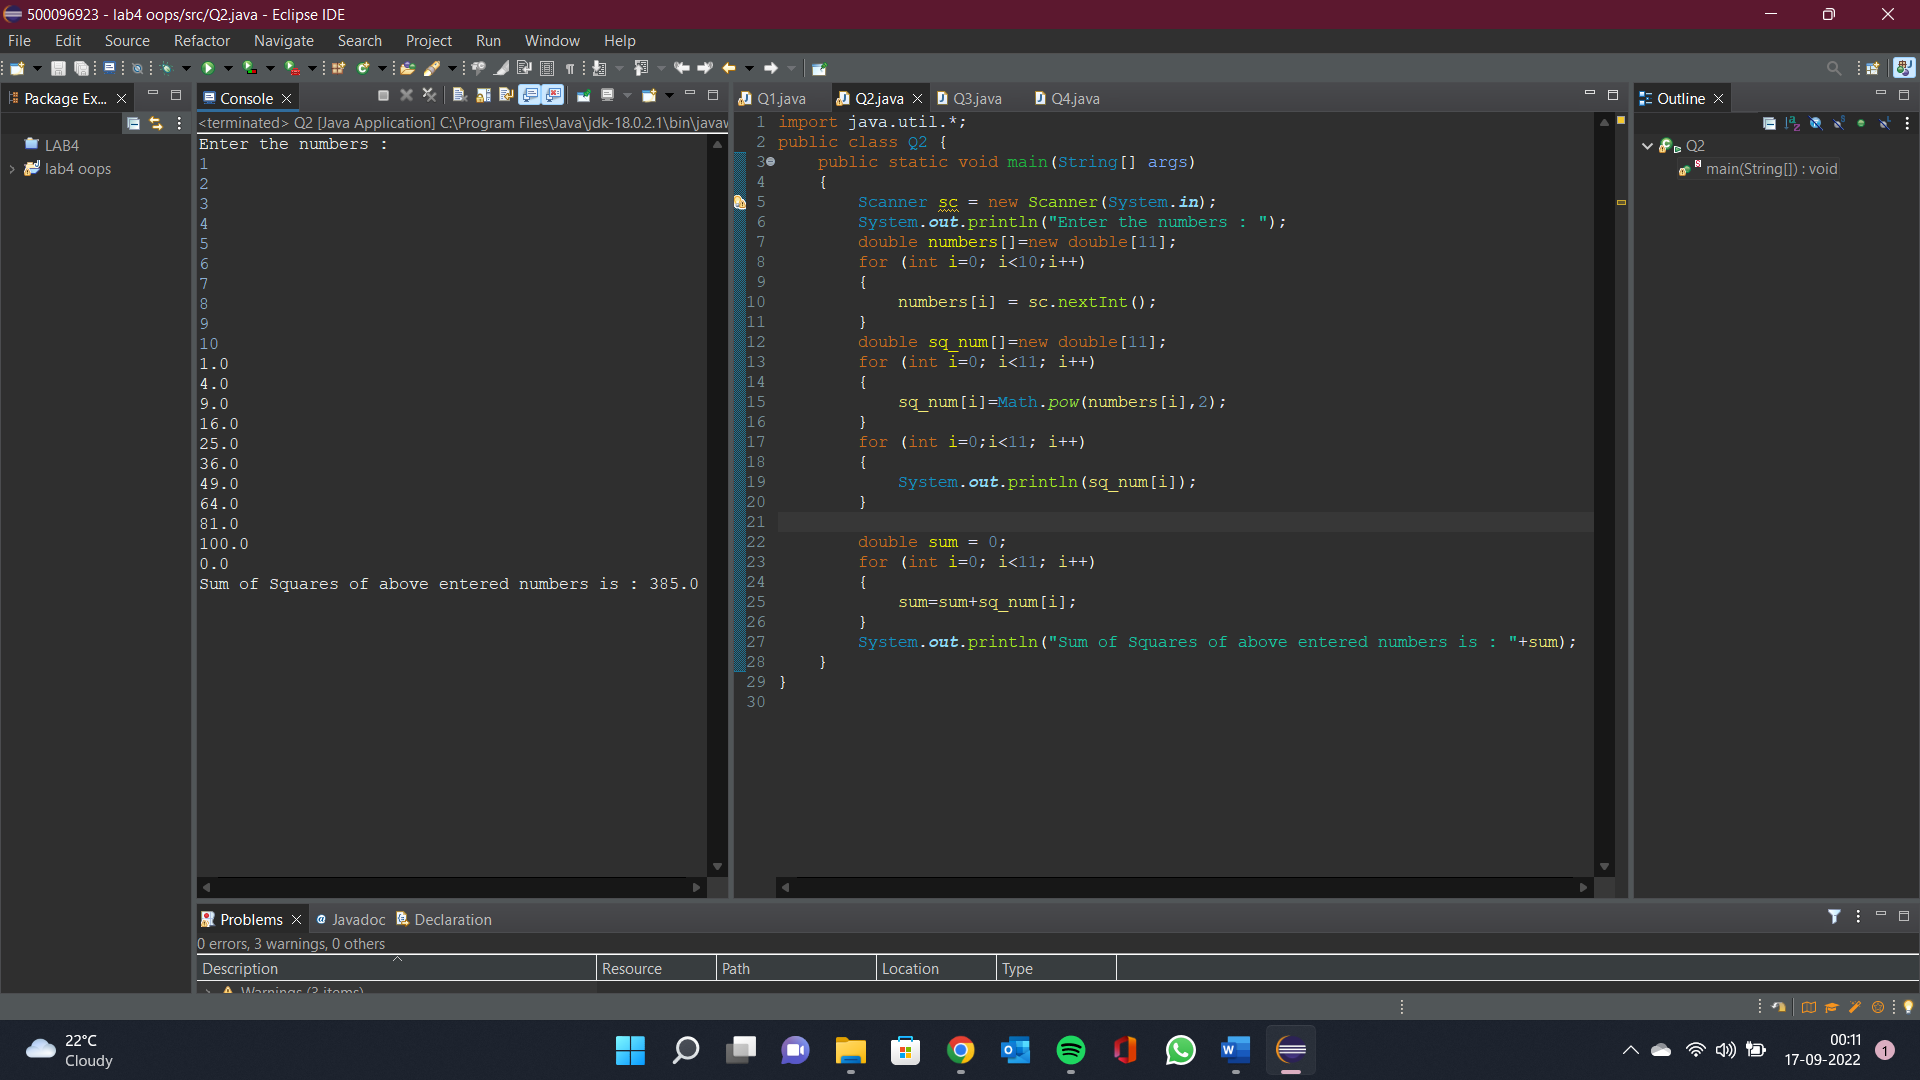 500096923 - lab4 oops/src/Q2.java - Eclipse IDE
File Edit Source Refactor Navigate Search Project Run Window Help
Package Ex...
LAB4
lab4 oops
Console
<terminated> Q2 [Java Application] C:\Program Files\Java\jdk-18.0.2.1\bin\javaw
Enter the numbers :
1
2
3
4
5
6
7
8
9
10
1.0
4.0
9.0
16.0
25.0
36.0
49.0
64.0
81.0
100.0
0.0
Sum of Squares of above entered numbers is : 385.0
Q1.java Q2.java Q3.java Q4.java
1 import java.util.*;
2 public class Q2 {
3 public static void main(String[] args)
4 {
5 Scanner sc = new Scanner(System.in);
6 System.out.println("Enter the numbers : ");
7 double numbers[]=new double[11];
8 for (int i=0; i<10;i++)
9 {
10 numbers[i] = sc.nextInt();
11 }
12 double sq_num[]=new double[11];
13 for (int i=0; i<11; i++)
14 {
15 sq_num[i]=Math.pow(numbers[i],2);
16 }
17 for (int i=0;i<11; i++)
18 {
19 System.out.println(sq_num[i]);
20 }
21
22 double sum = 0;
23 for (int i=0; i<11; i++)
24 {
25 sum=sum+sq_num[i];
26 }
27 System.out.println("Sum of Squares of above entered numbers is : "+sum);
28 }
29 }
30
Outline
Q2
main(String[]) : void
Problems Javadoc Declaration
0 errors, 3 warnings, 0 others
Description Resource Path Location Type
Warnings (3 items)
22°C
Cloudy
00:11
17-09-2022
1